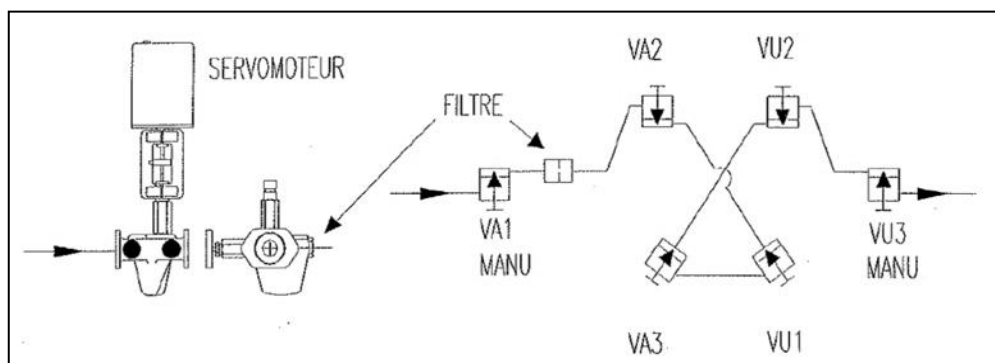 SERVOMOTEUR
FILTRE
VA2
VU2
VA1
MANU
VU3
MANU
VA3
VU1